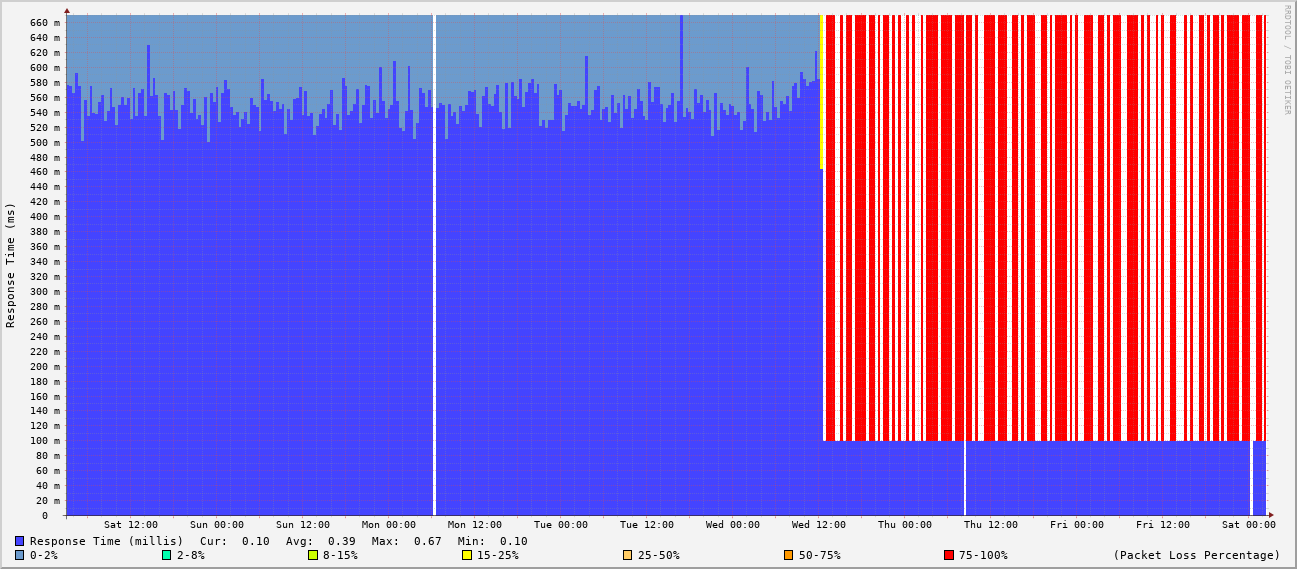 660 m
640 m
620 m
600 m
580 m
560 m
540 m
520 m
500 m
480 m
460 m
440 m
420 m
400 m
380 m
360 m
340 m
320 m
300 m
280 m
260 m
240 m
220 m
200 m
180 m
160 m
140 m
120 m
100 m
80 m
60 m
40 m
20 m
0
Response Time (ms)
RRDTOOL / TOBI OETIKER
Sat 12:00 Sun 00:00 Sun 12:00 Mon 00:00 Mon 12:00 Tue 00:00 Tue 12:00 Wed 00:00 Wed 12:00 Thu 00:00 Thu 12:00 Fri 00:00 Fri 12:00 Sat 00:00
Response Time (millis) Cur: 0.10 Avg: 0.39 Max: 0.67 Min: 0.10
0-2% 2-8% 8-15% 15-25% 25-50% 50-75% 75-100% (Packet Loss Percentage)